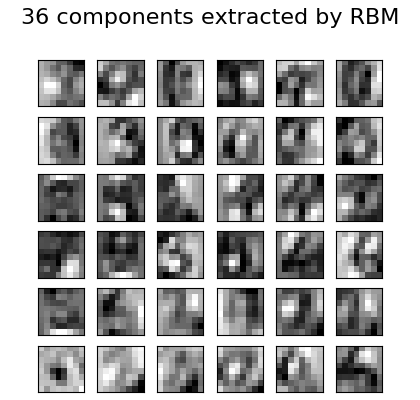 36 components extracted by RBM